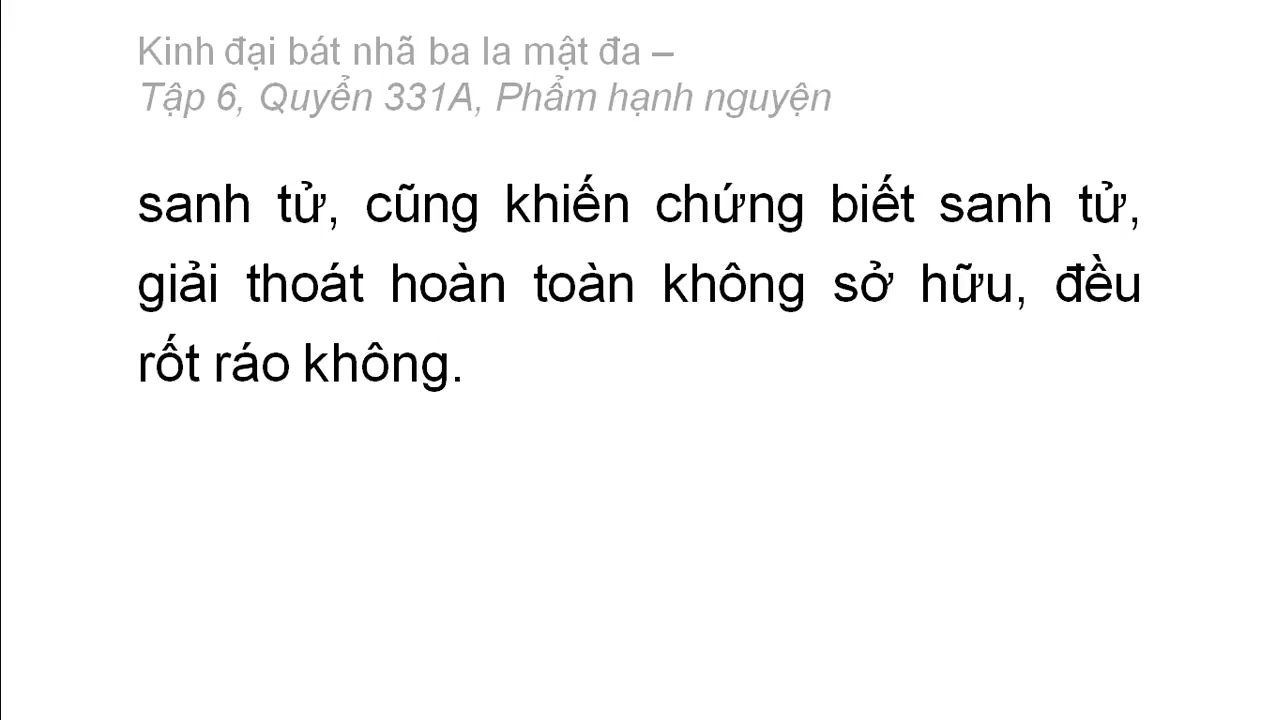 Kinh đại bát nhã ba la mật đa –
Tập 6, Quyển 331A, Phẩm hạnh nguyện
sanh tử, cũng khiến chứng biết sanh tử,
giải thoát hoàn toàn không sở hữu, đều
rốt ráo không.